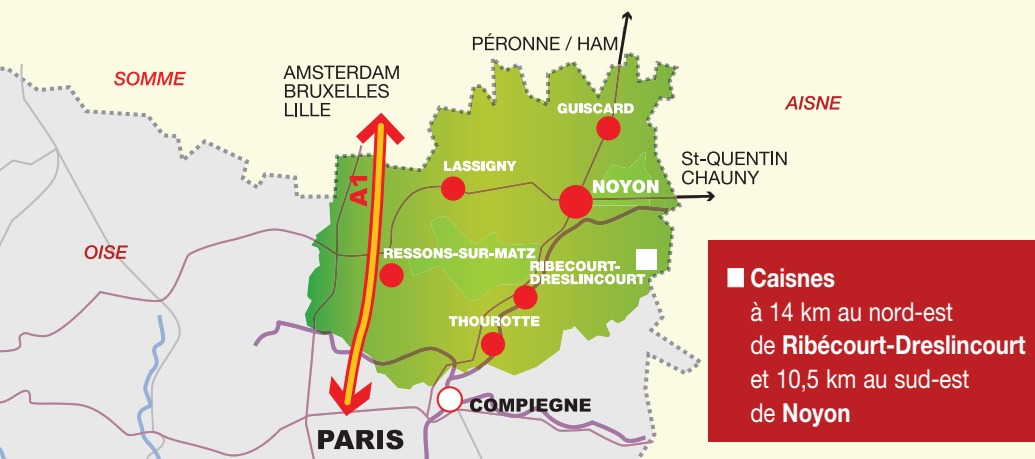 PÉRONNE / HAM
SOMME
AMSTERDAM
BRUXELLES
LILLE
AISNE
GUISCARD
LASSIGNY
St-QUENTIN
CHAUNY
NOYON
A1
OISE
RESSONS-SUR-MATZ
RIBECOURT-
DRESLINCOURT
THOUROTTE
COMPIEGNE
PARIS
Caisnes
à 14 km au nord-est
de Ribécourt-Dreslincourt
et 10,5 km au sud-est
de Noyon